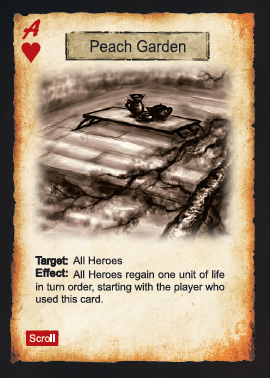 A
Peach Garden
Target: All Heroes
Effect: All Heroes regain one unit of life
in turn order, starting with the player who
used this card.
Scroll